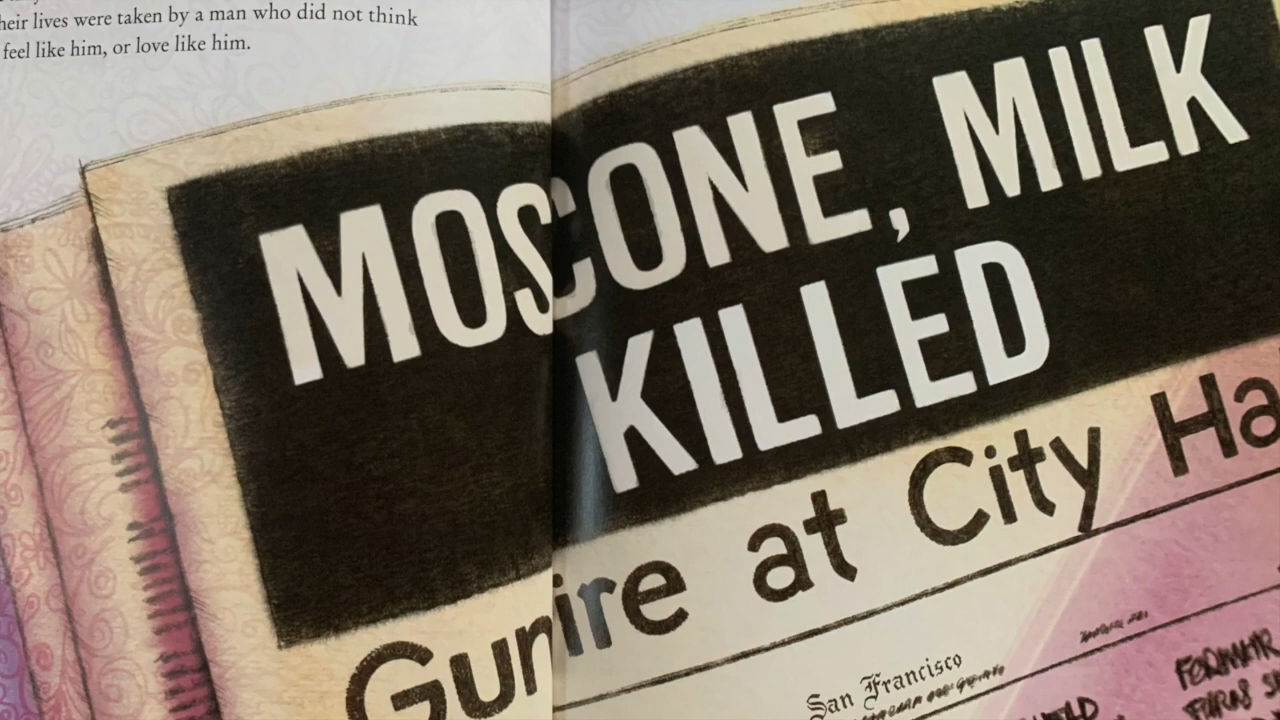 heir lives were taken by a man who did not think
feel like him, or love like him.
MOSCONE, MILK
KILLED
Gunfire at City Ha
San Francisco